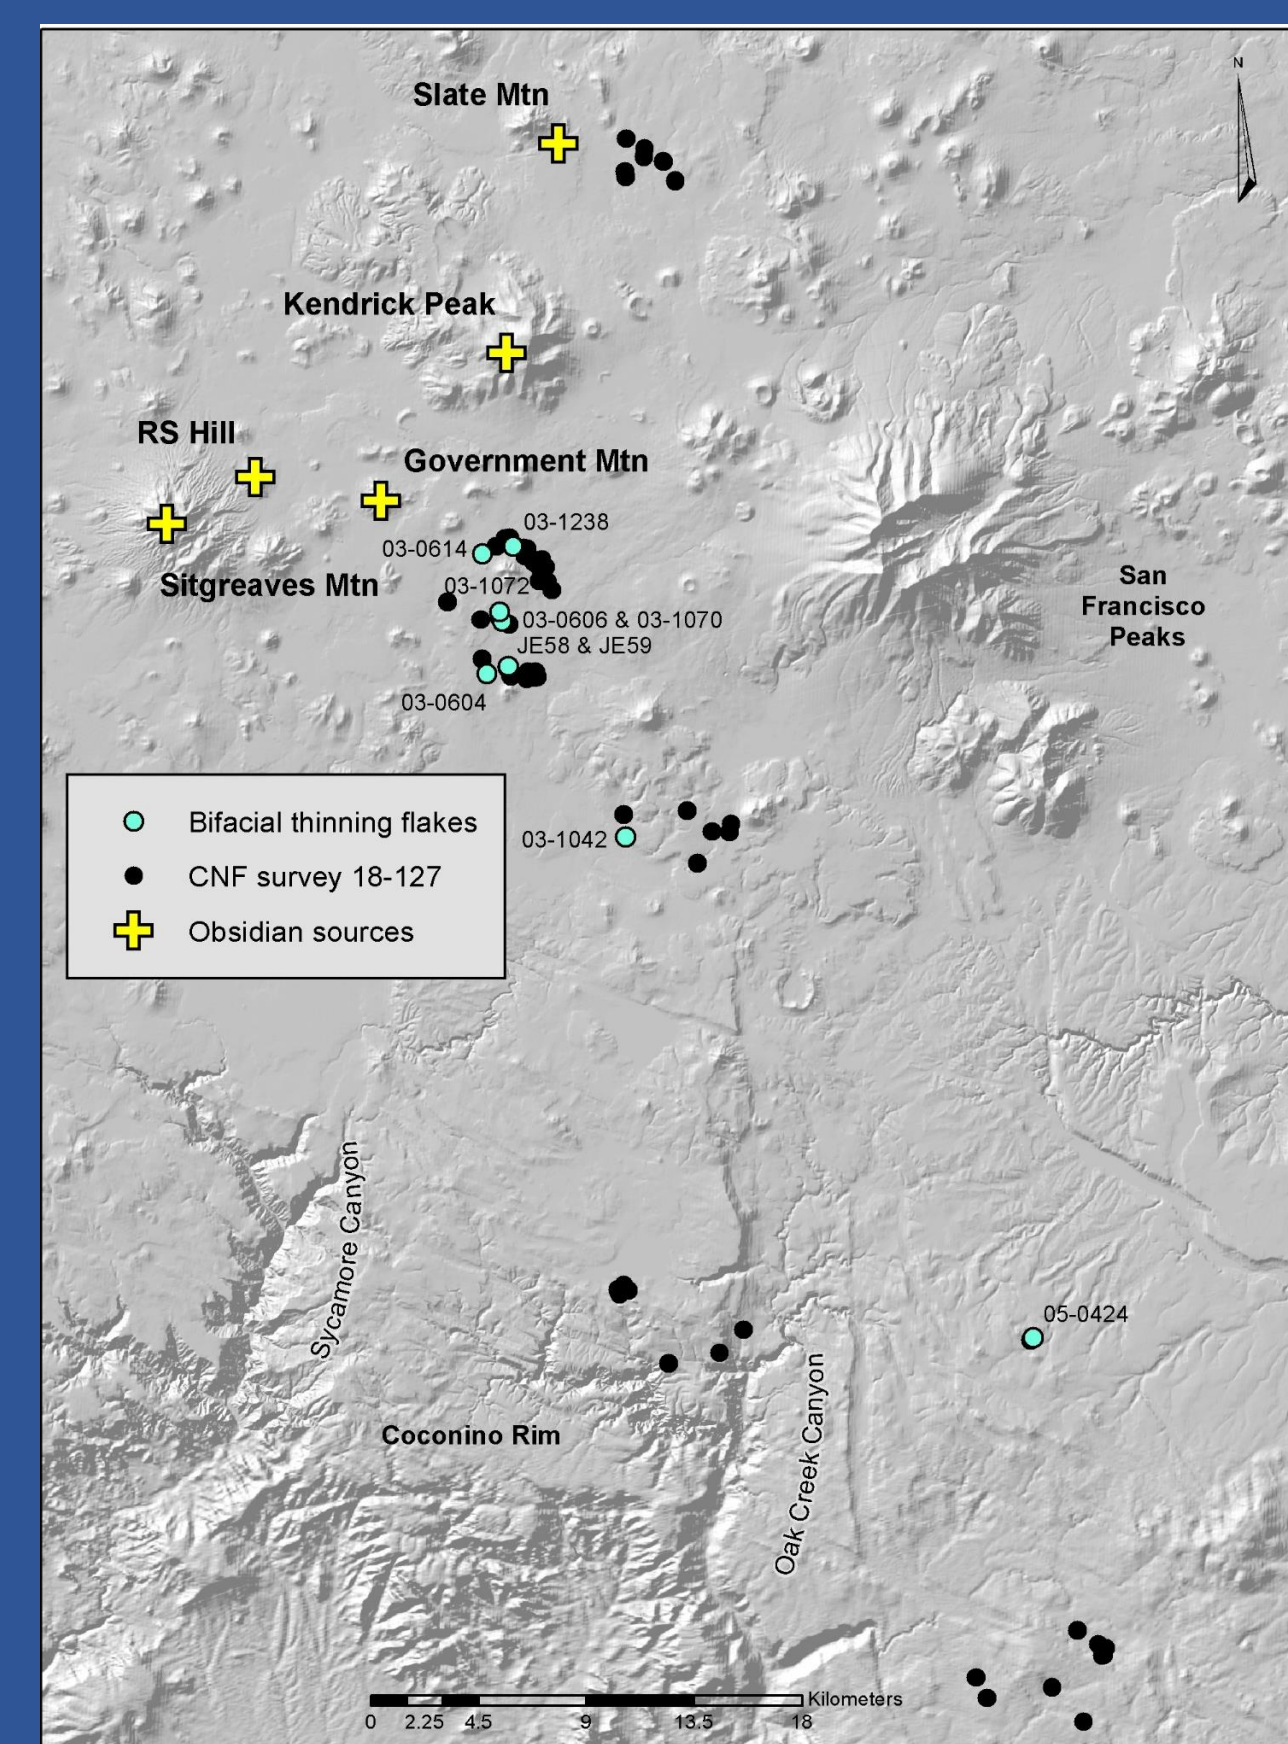 N
Slate Mtn
Kendrick Peak
RS Hill
Government Mtn
03-1238
03-0614
San
Francisco
Peaks
Sitgreaves Mtn
03-1072
03-0606 & 03-1070
JE58 & JE59
03-0604
Bifacial thinning flakes
03-1042
CNF survey 18-127
Obsidian sources
Sycamore Canyon
05-0424
Oak Creek Canyon
Coconino Rim
Kilometers
0 2.25 4.5 9 13.5 18